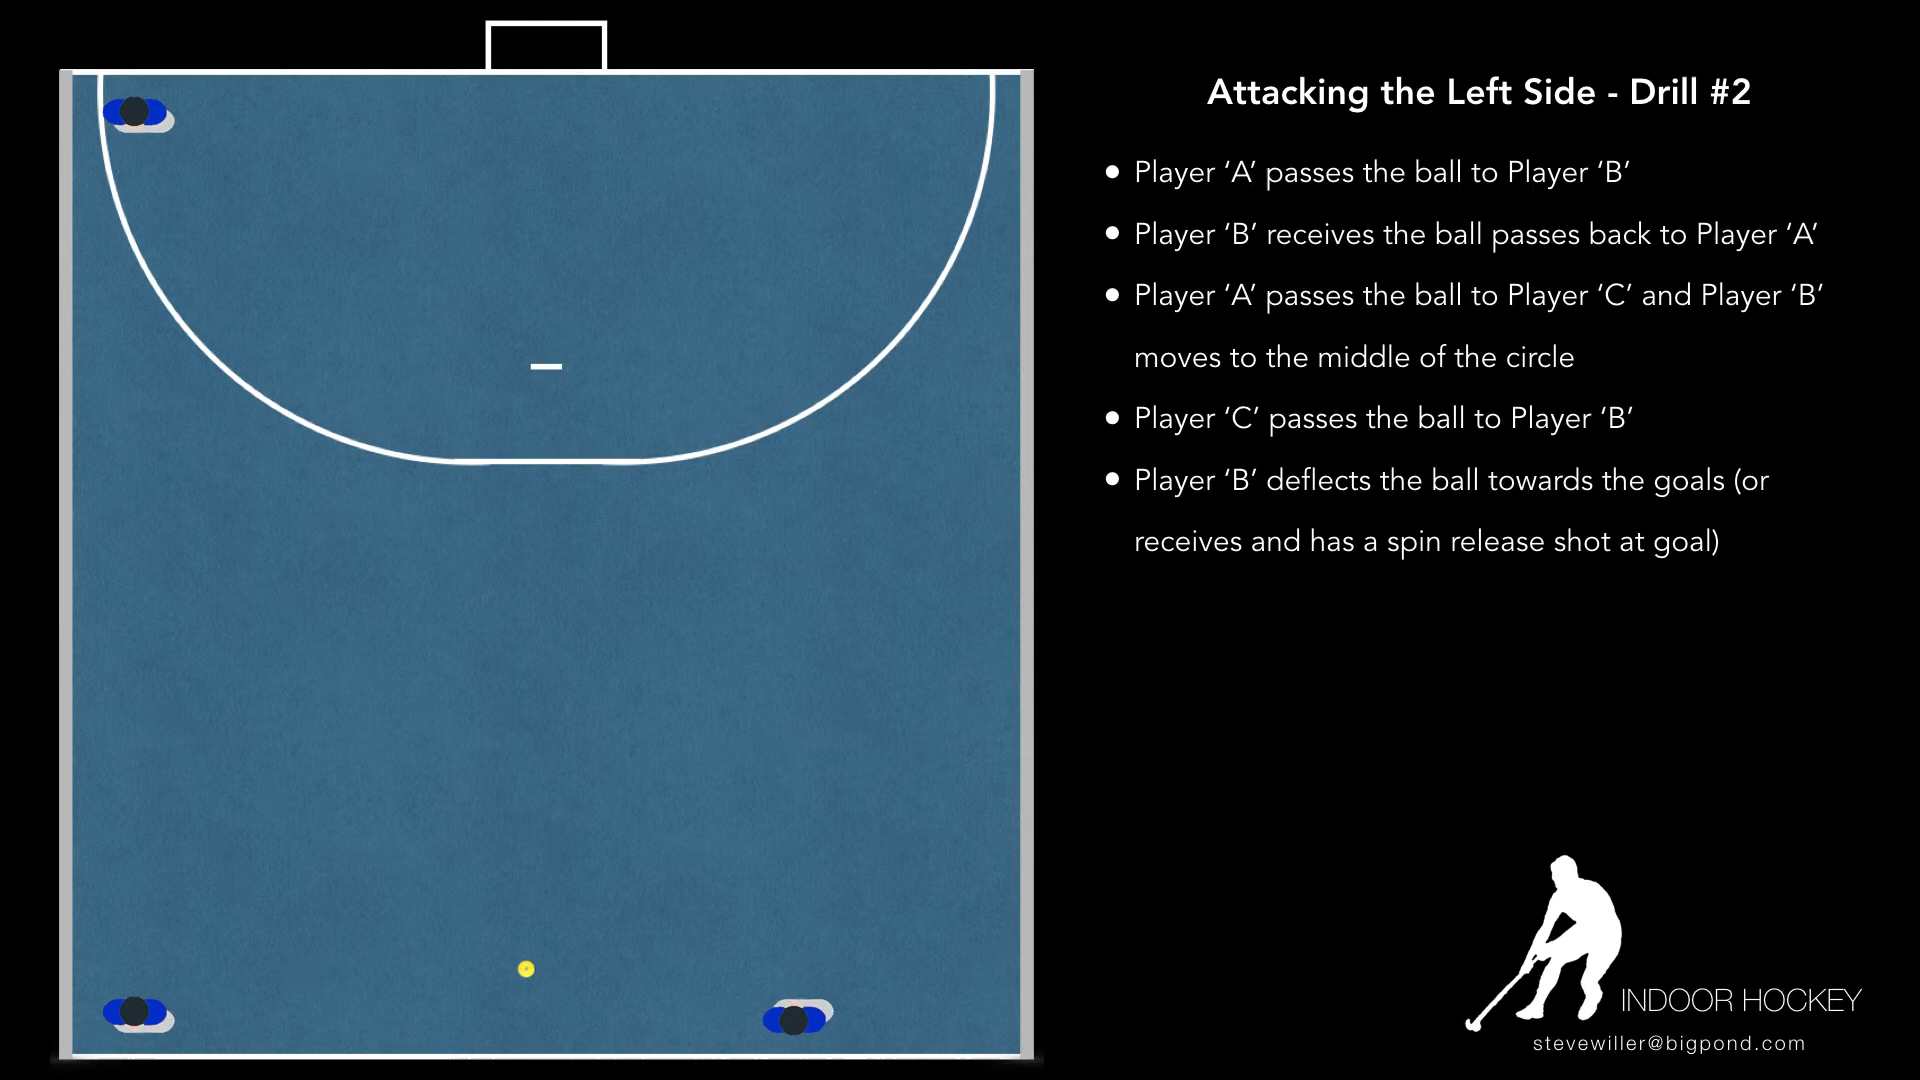 Attacking the Left Side - Drill #2
• Player ‘A’ passes the ball to Player ‘B’
• Player ‘B’ receives the ball passes back to Player ‘A’
• Player ‘A’ passes the ball to Player ‘C’ and Player ‘B’
moves to the middle of the circle
• Player ‘C’ passes the ball to Player ‘B’
• Player ‘B’ deflects the ball towards the goals (or
receives and has a spin release shot at goal)
INDOOR HOCKEY
stevewiller@bigpond.com